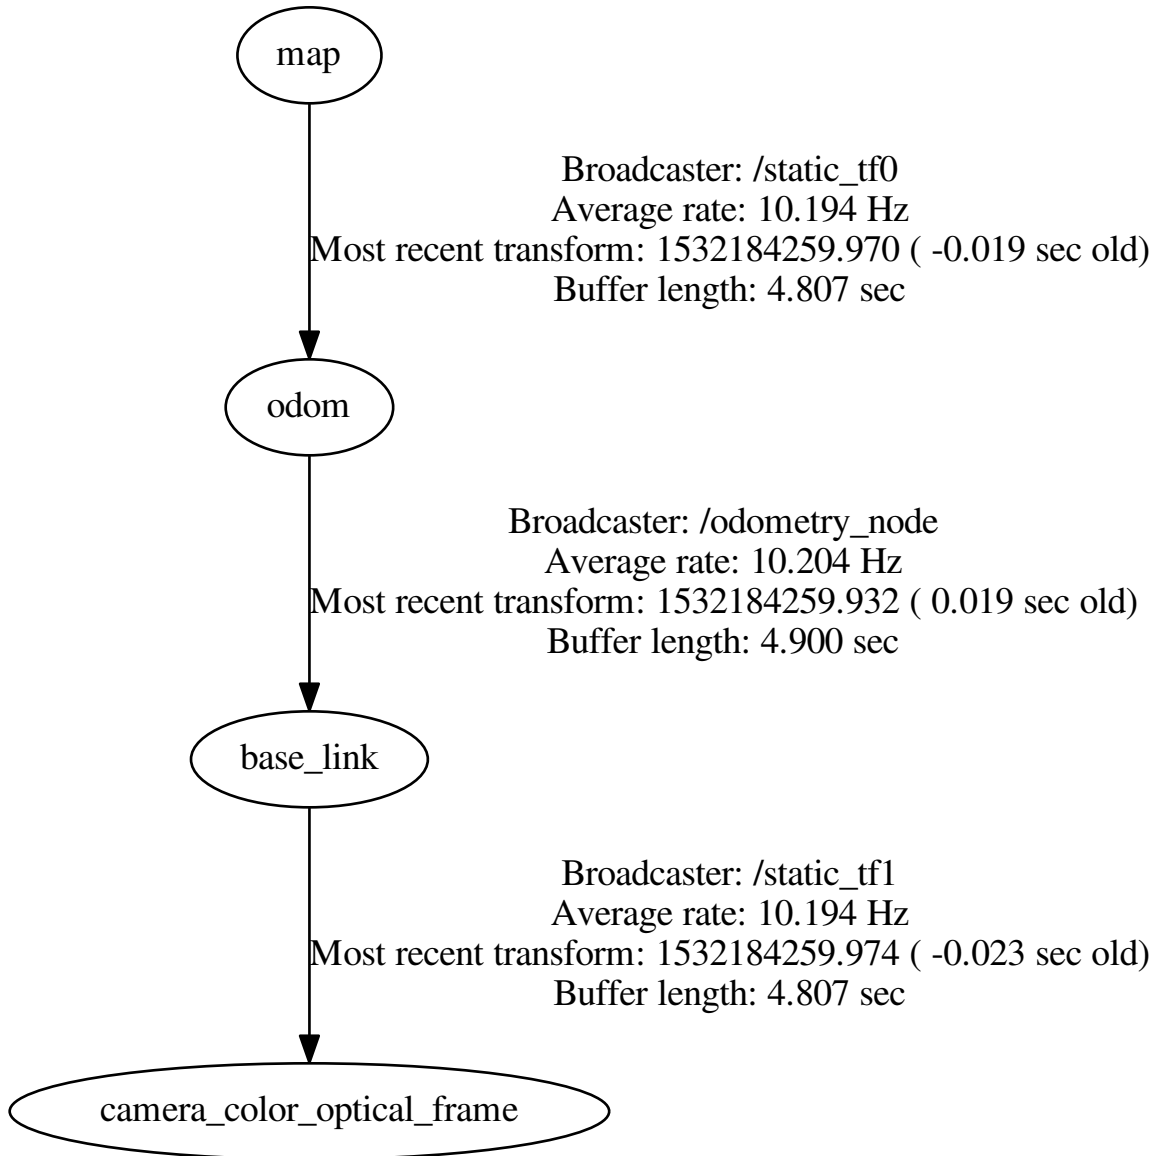 map
Broadcaster: /static_tf0
Average rate: 10.194 Hz
Most recent transform: 1532184259.970 ( -0.019 sec old)
Buffer length: 4.807 sec
odom
Broadcaster: /odometry_node
Average rate: 10.204 Hz
Most recent transform: 1532184259.932 ( 0.019 sec old)
Buffer length: 4.900 sec
base_link
Broadcaster: /static_tf1
Average rate: 10.194 Hz
Most recent transform: 1532184259.974 ( -0.023 sec old)
Buffer length: 4.807 sec
camera_color_optical_frame